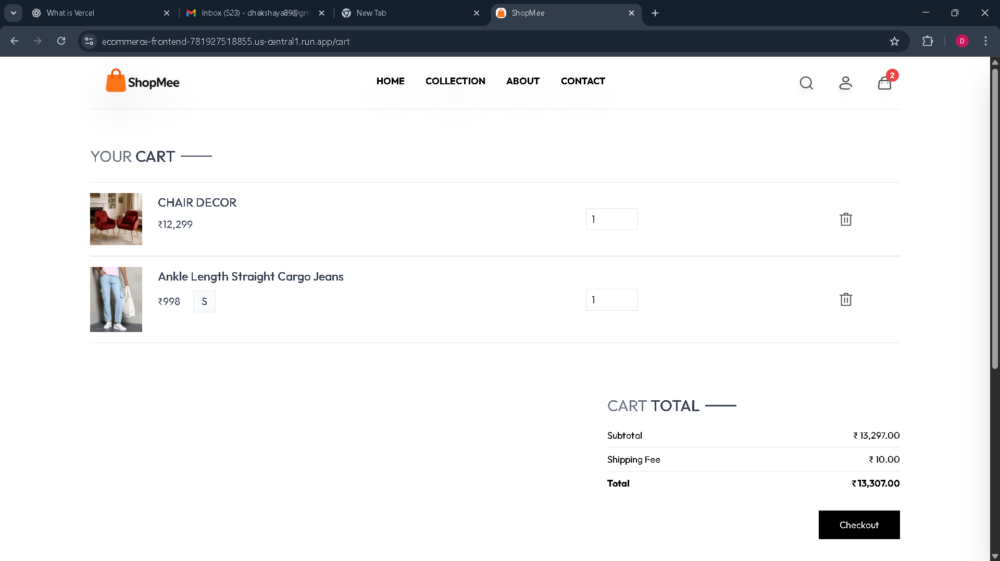 What is Vercel
Inbox (523) - dhakshaya89@gm
New Tab
ShopMee
ecommerce-frontend-781927518855.us-central1.run.app/cart
D
ShopMee
HOME COLLECTION ABOUT CONTACT
2
YOUR CART
CHAIR DECOR
₹12,299
1
Ankle Length Straight Cargo Jeans
₹998 S
1
CART TOTAL
Subtotal ₹ 13,297.00
Shipping Fee ₹ 10.00
Total ₹ 13,307.00
Checkout